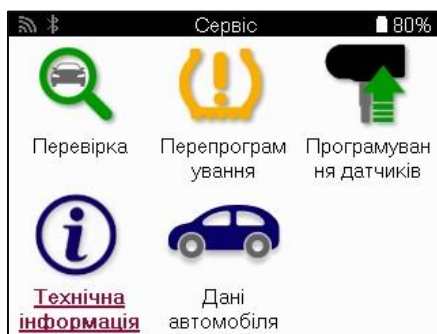 Сервіс 80%
Перевірка Перепрограм Програмуван
ування ня датчиків
Технічна Дані
інформація автомобіля